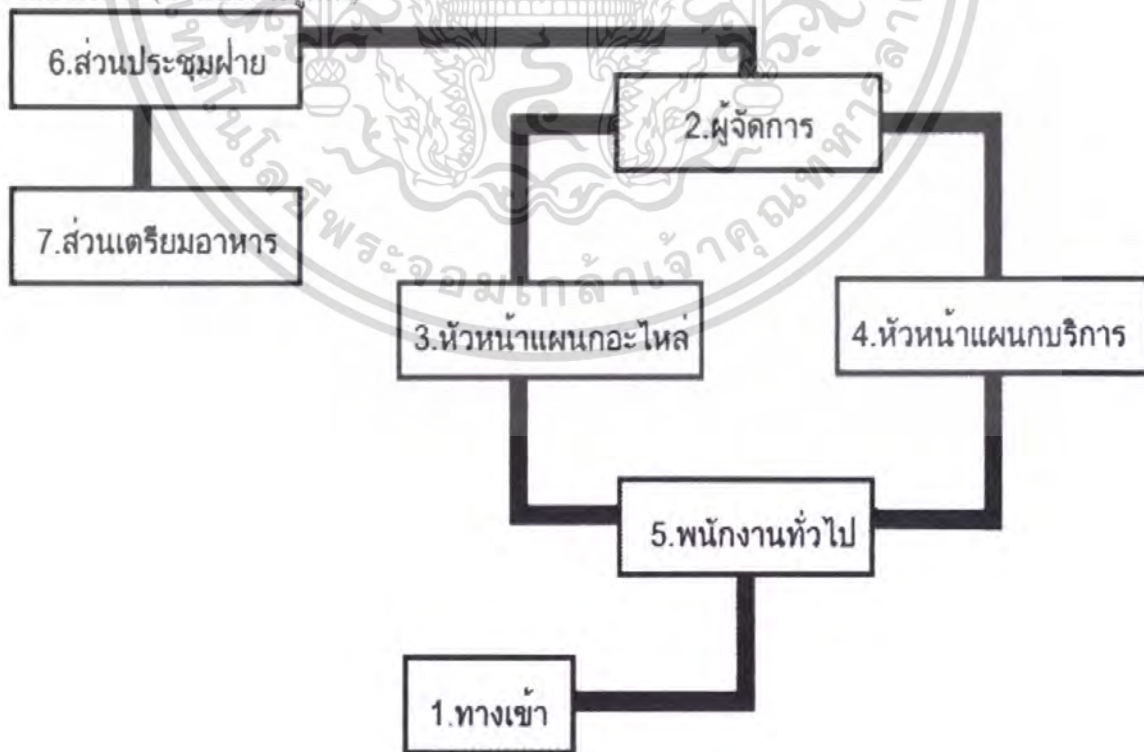 6.ส่วนประชุมฝ่าย
2.ผู้จัดการ
7.ส่วนเตรียมอาหาร
3.หัวหน้าแผนกอะไหล่
4.หัวหน้าแผนกบริการ
5.พนักงานทั่วไป
1.ทางเข้า